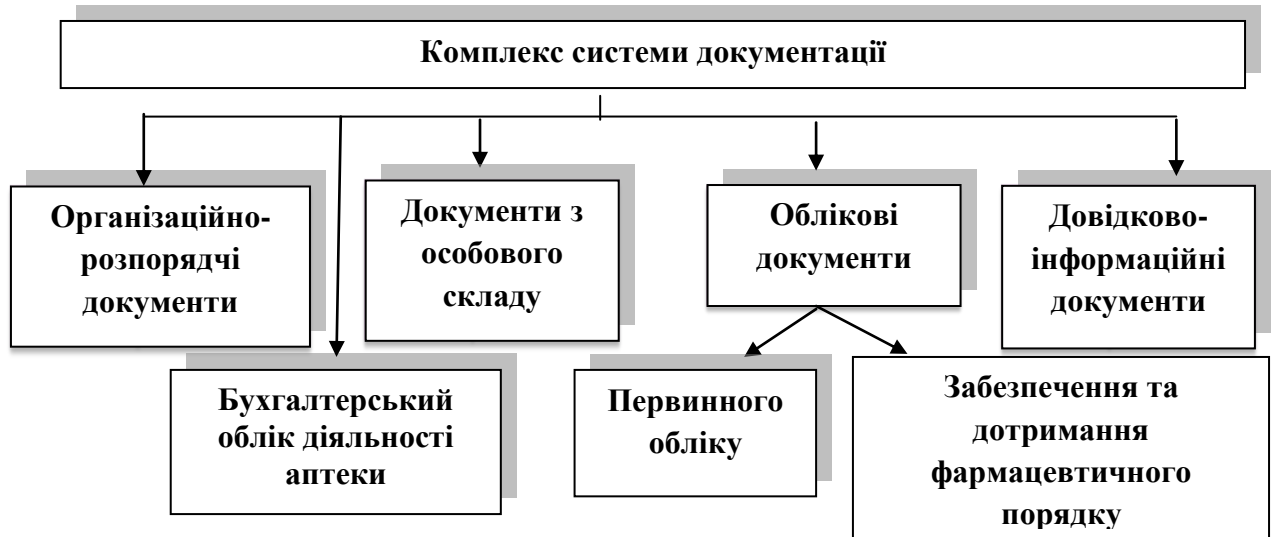 Комплекс системи документації
Організаційно-
розпорядчі
документи
Документи з
особового
складу
Облікові
документи
Довідково-
інформаційні
документи
Бухгалтерський
облік діяльності
аптеки
Первинного
обліку
Забезпечення та
дотримання
фармацевтичного
порядку